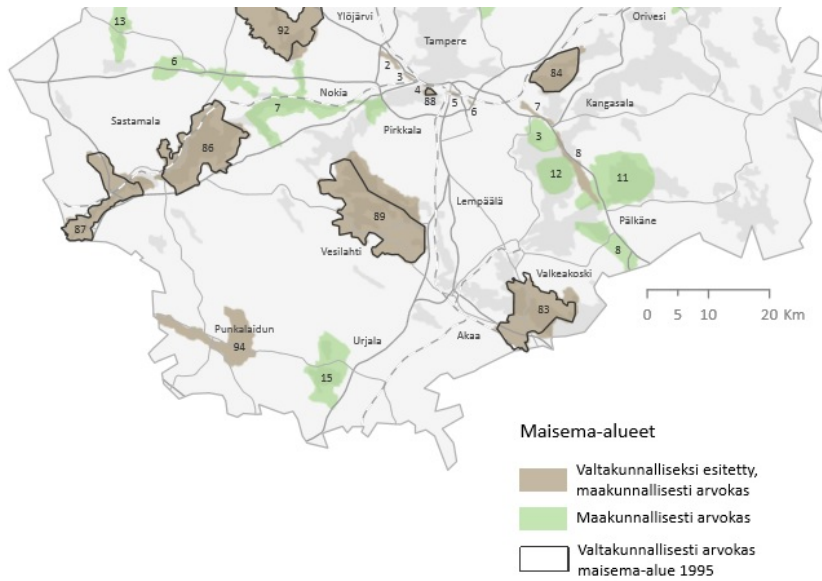 13
92
Ylöjärvi
Orivesi
Tampere
2
3
6
84
4
88
5
6
Nokia
7
Kangasala
7
Sastamala
Pirkkala
3
8
86
12
11
89
Lempäälä
Pälkäne
87
Vesilahti
8
Valkeakoski
83
0 5 10 20 Km
Punkalaidun
94
Urjala
Akaa
15
Maisema-alueet
Valtakunnalliseksi esitetty,
maakunnallisesti arvokas
Maakunnallisesti arvokas
Valtakunnallisesti arvokas
maisema-alue 1995